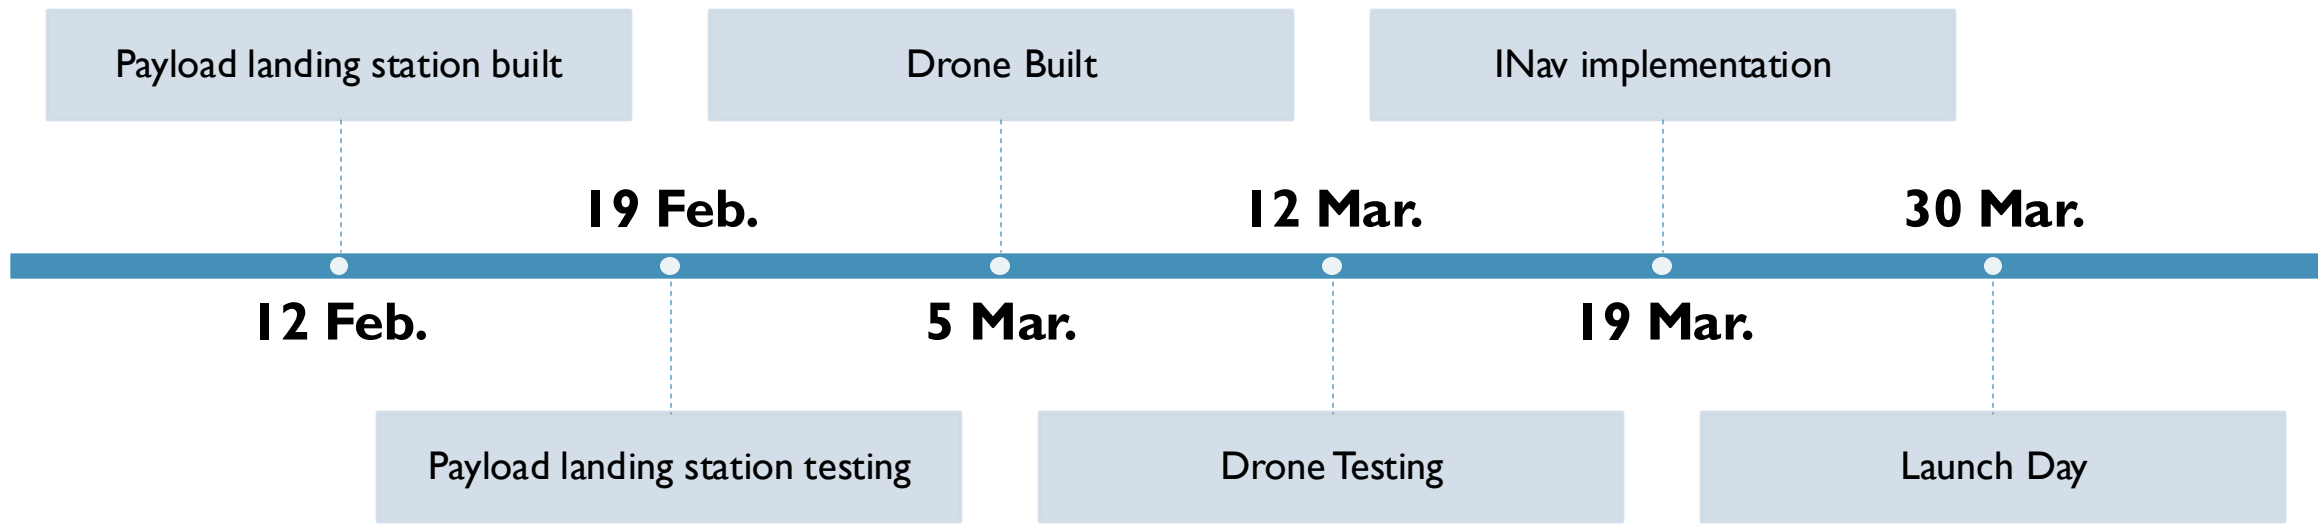 Payload landing station built
Drone Built
INav implementation
19 Feb.
12 Mar.
30 Mar.
12 Feb.
5 Mar.
19 Mar.
Payload landing station testing
Drone Testing
Launch Day